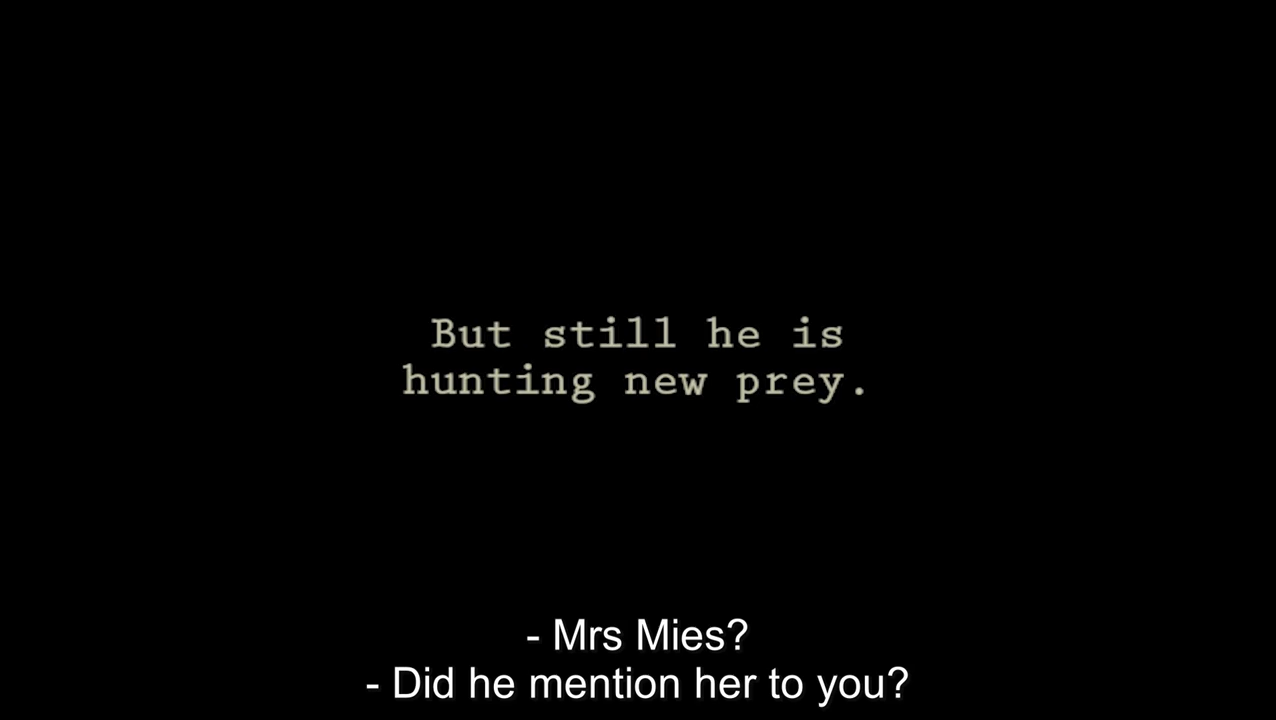 But still he is
hunting new prey.
- Mrs Mies?
- Did he mention her to you?